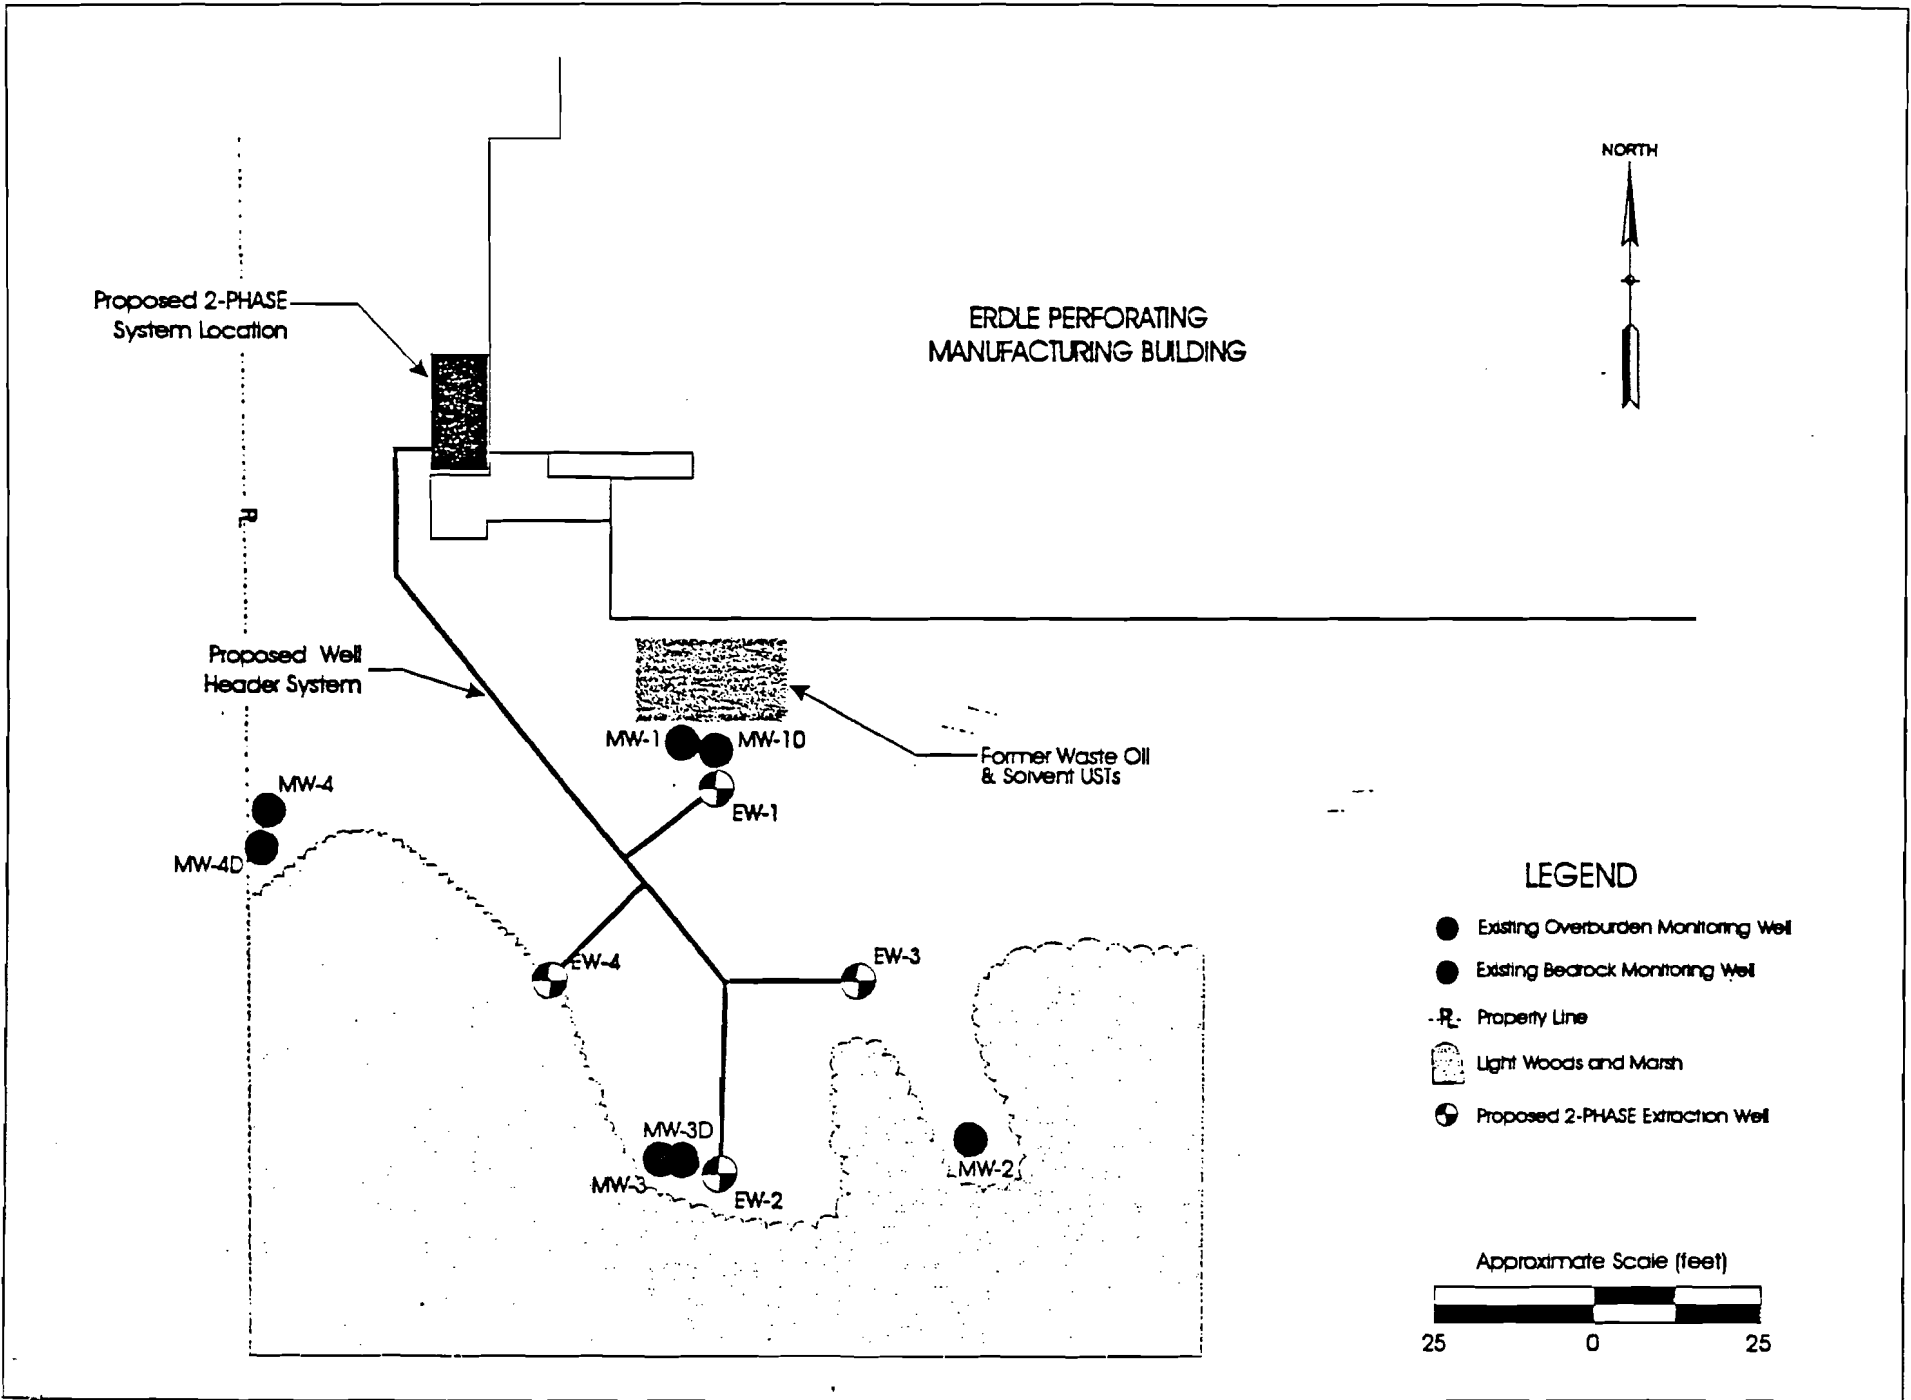 NORTH
Proposed 2-PHASE
System Location
ERDLE PERFORATING
MANUFACTURING BUILDING
PL
Proposed Well
Header System
MW-1
MW-1D
Former Waste Oil
& Solvent USTs
EW-1
MW-4
MW-4D
EW-4
EW-3
MW-3D
MW-3
EW-2
MW-2
LEGEND
Existing Overburden Monitoring Well
Existing Bedrock Monitoring Well
-PL- Property Line
Light Woods and Marsh
Proposed 2-PHASE Extraction Well
Approximate Scale (feet)
25 0 25